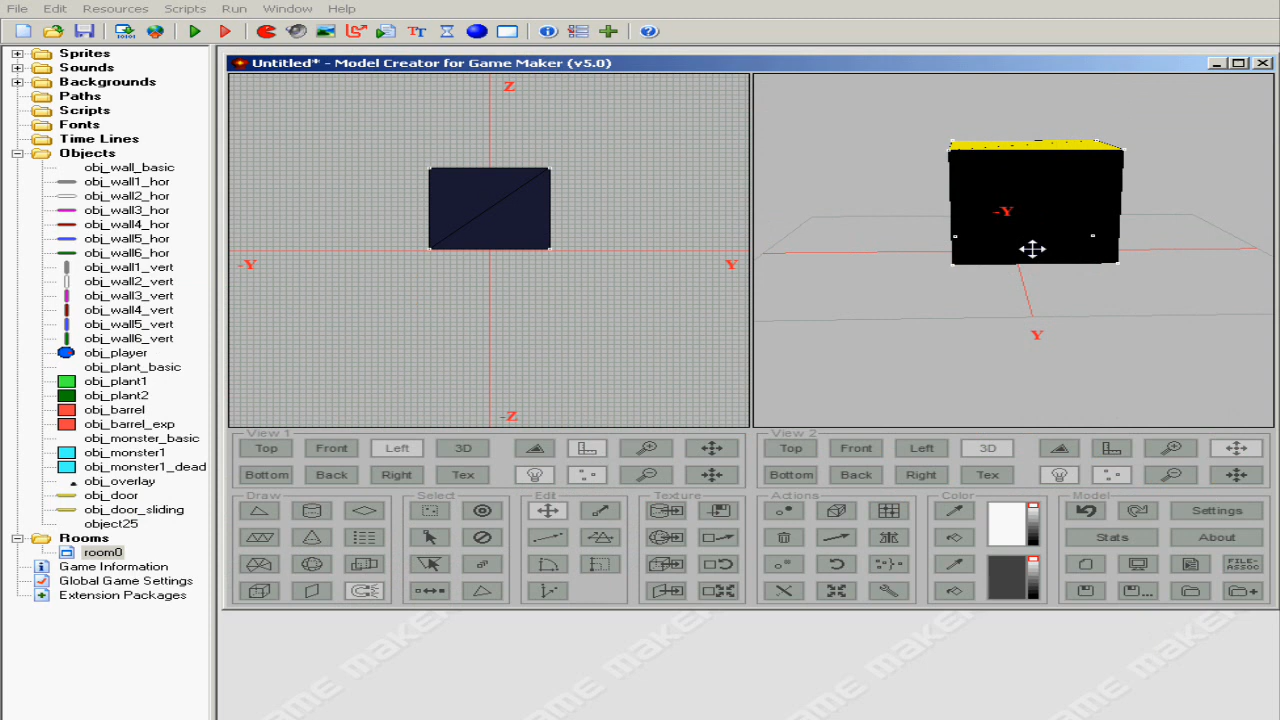 File Edit Resources Scripts Run Window Help
Sprites
Sounds
Backgrounds
Paths
Scripts
Fonts
Time Lines
Objects
obj_wall_basic
obj_wall1_hor
obj_wall2_hor
obj_wall3_hor
obj_wall4_hor
obj_wall5_hor
obj_wall6_hor
obj_wall1_vert
obj_wall2_vert
obj_wall3_vert
obj_wall4_vert
obj_wall5_vert
obj_wall6_vert
obj_player
obj_plant_basic
obj_plant1
obj_plant2
obj_barrel
obj_barrel_exp
obj_monster_basic
obj_monster1
obj_monster1_dead
obj_overlay
obj_door
obj_door_sliding
object25
Rooms
room0
Game Information
Global Game Settings
Extension Packages
Untitled* - Model Creator for Game Maker (v5.0)
Z
-Y Y
-Z
-Y
Y
View 1
Top Front Left 3D
Bottom Back Right Tex
View 2
Top Front Left 3D
Bottom Back Right Tex
Draw Select Edit Texture Actions Color Model
Settings
Stats About
FILE-ASSOC
GAME MAKER